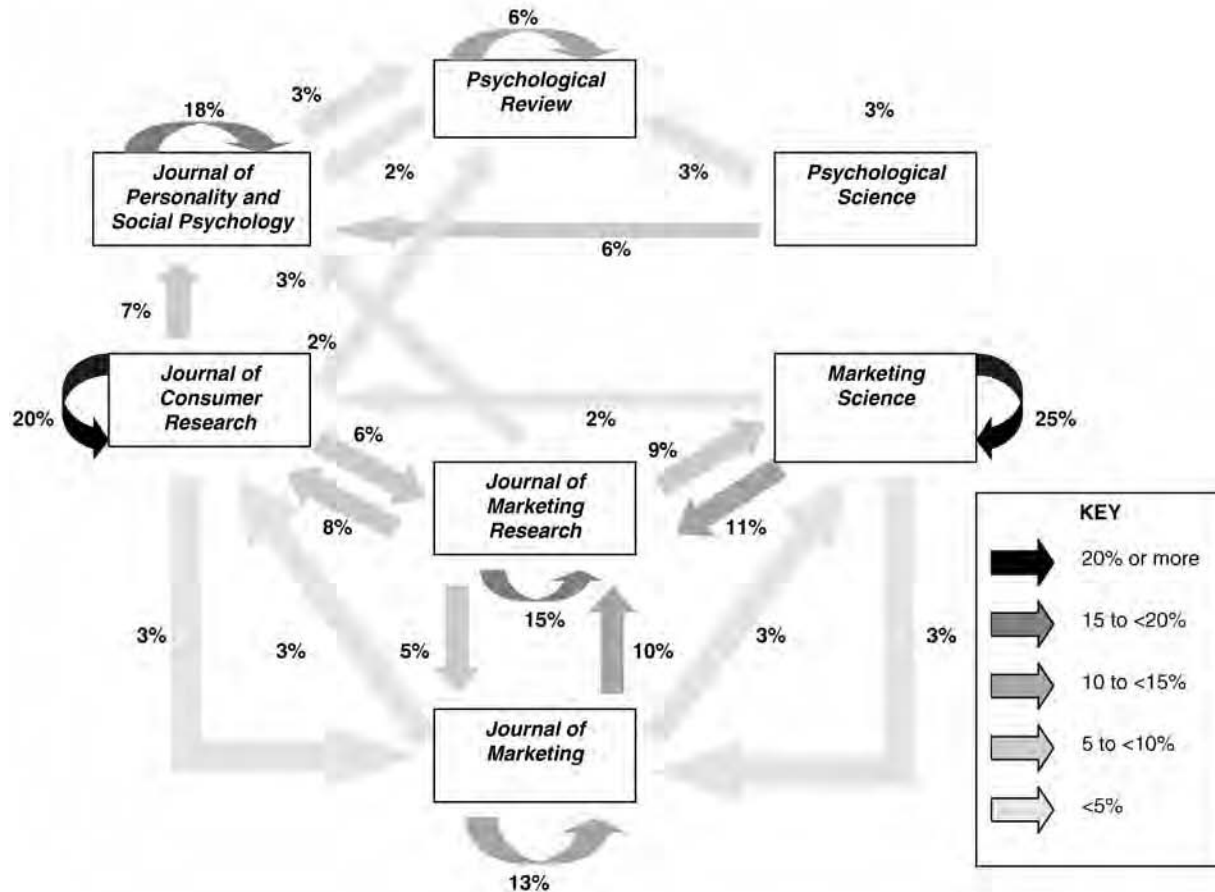 6%
Psychological
Review
3%
18%
3%
Journal of
Personality and
Social Psychology
2%
3%
Psychological
Science
6%
3%
7%
2%
Journal of
Consumer
Research
Marketing
Science
20%
25%
6%
2%
9%
Journal of
Marketing
Research
8%
11%
KEY
20% or more
15 to <20%
10 to <15%
5 to <10%
<5%
15%
3%
3%
5%
10%
3%
3%
Journal of
Marketing
13%